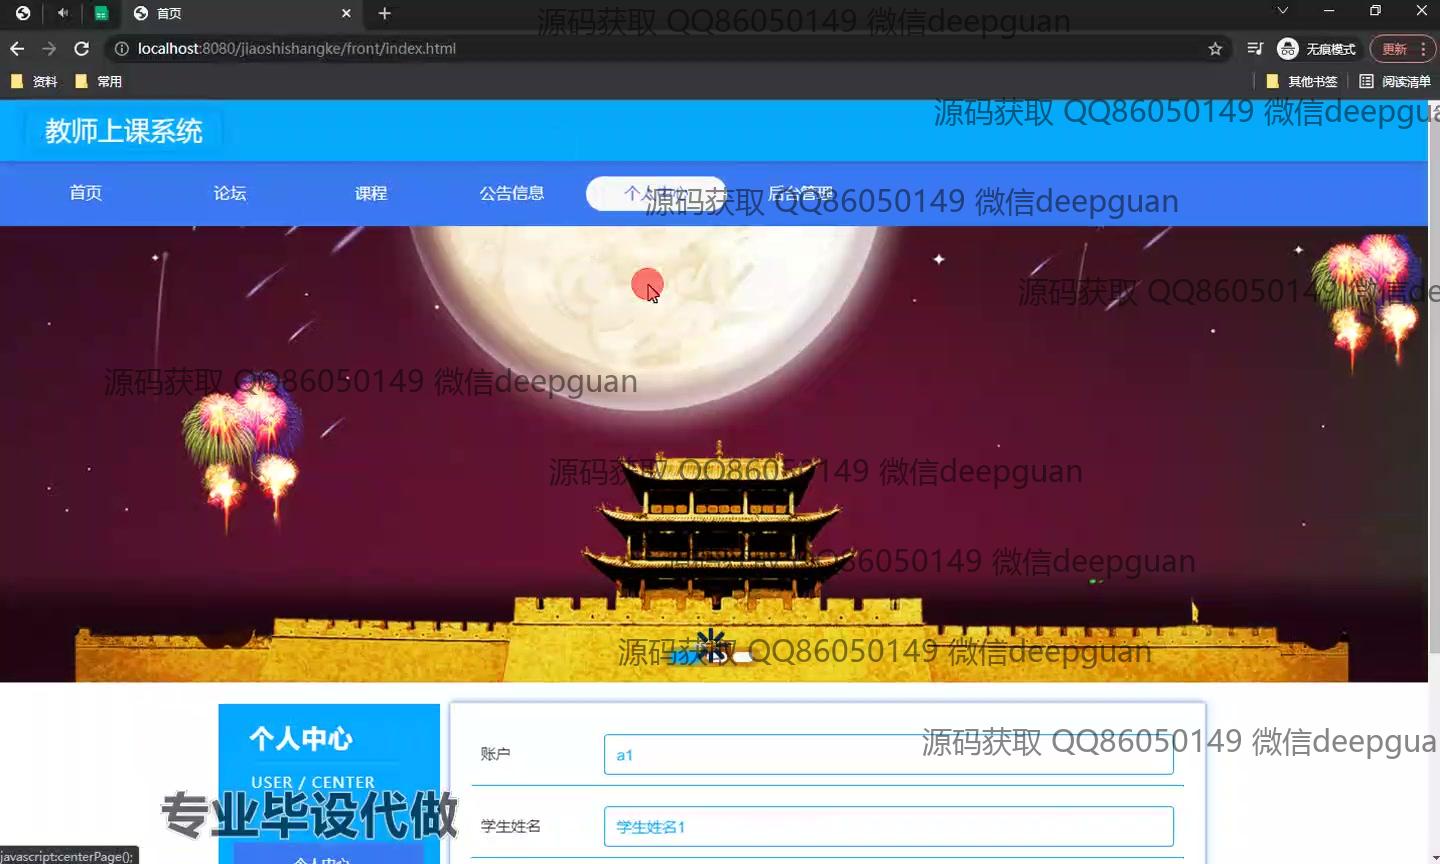 首页
源码获取 QQ86050149 微信deepguan
localhost:8080/jiaoshishangke/front/index.html
无痕模式
更新
资料
常用
其他书签
阅读清单
源码获取 QQ86050149 微信deepgua
教师上课系统
首页
论坛
课程
公告信息
个人中心
后台管理
源码获取 QQ86050149 微信deepguan
源码获取 QQ86050149 微信de
源码获取 QQ86050149 微信deepguan
源码获取 QQ86050149 微信deepguan
源码获取 QQ86050149 微信deepguan
源码获取 QQ86050149 微信deepguan
个人中心
USER / CENTER
账户
a1
源码获取 QQ86050149 微信deepgua
专业毕设代做
学生姓名
学生姓名1
javascript:centerPage();
个人中心